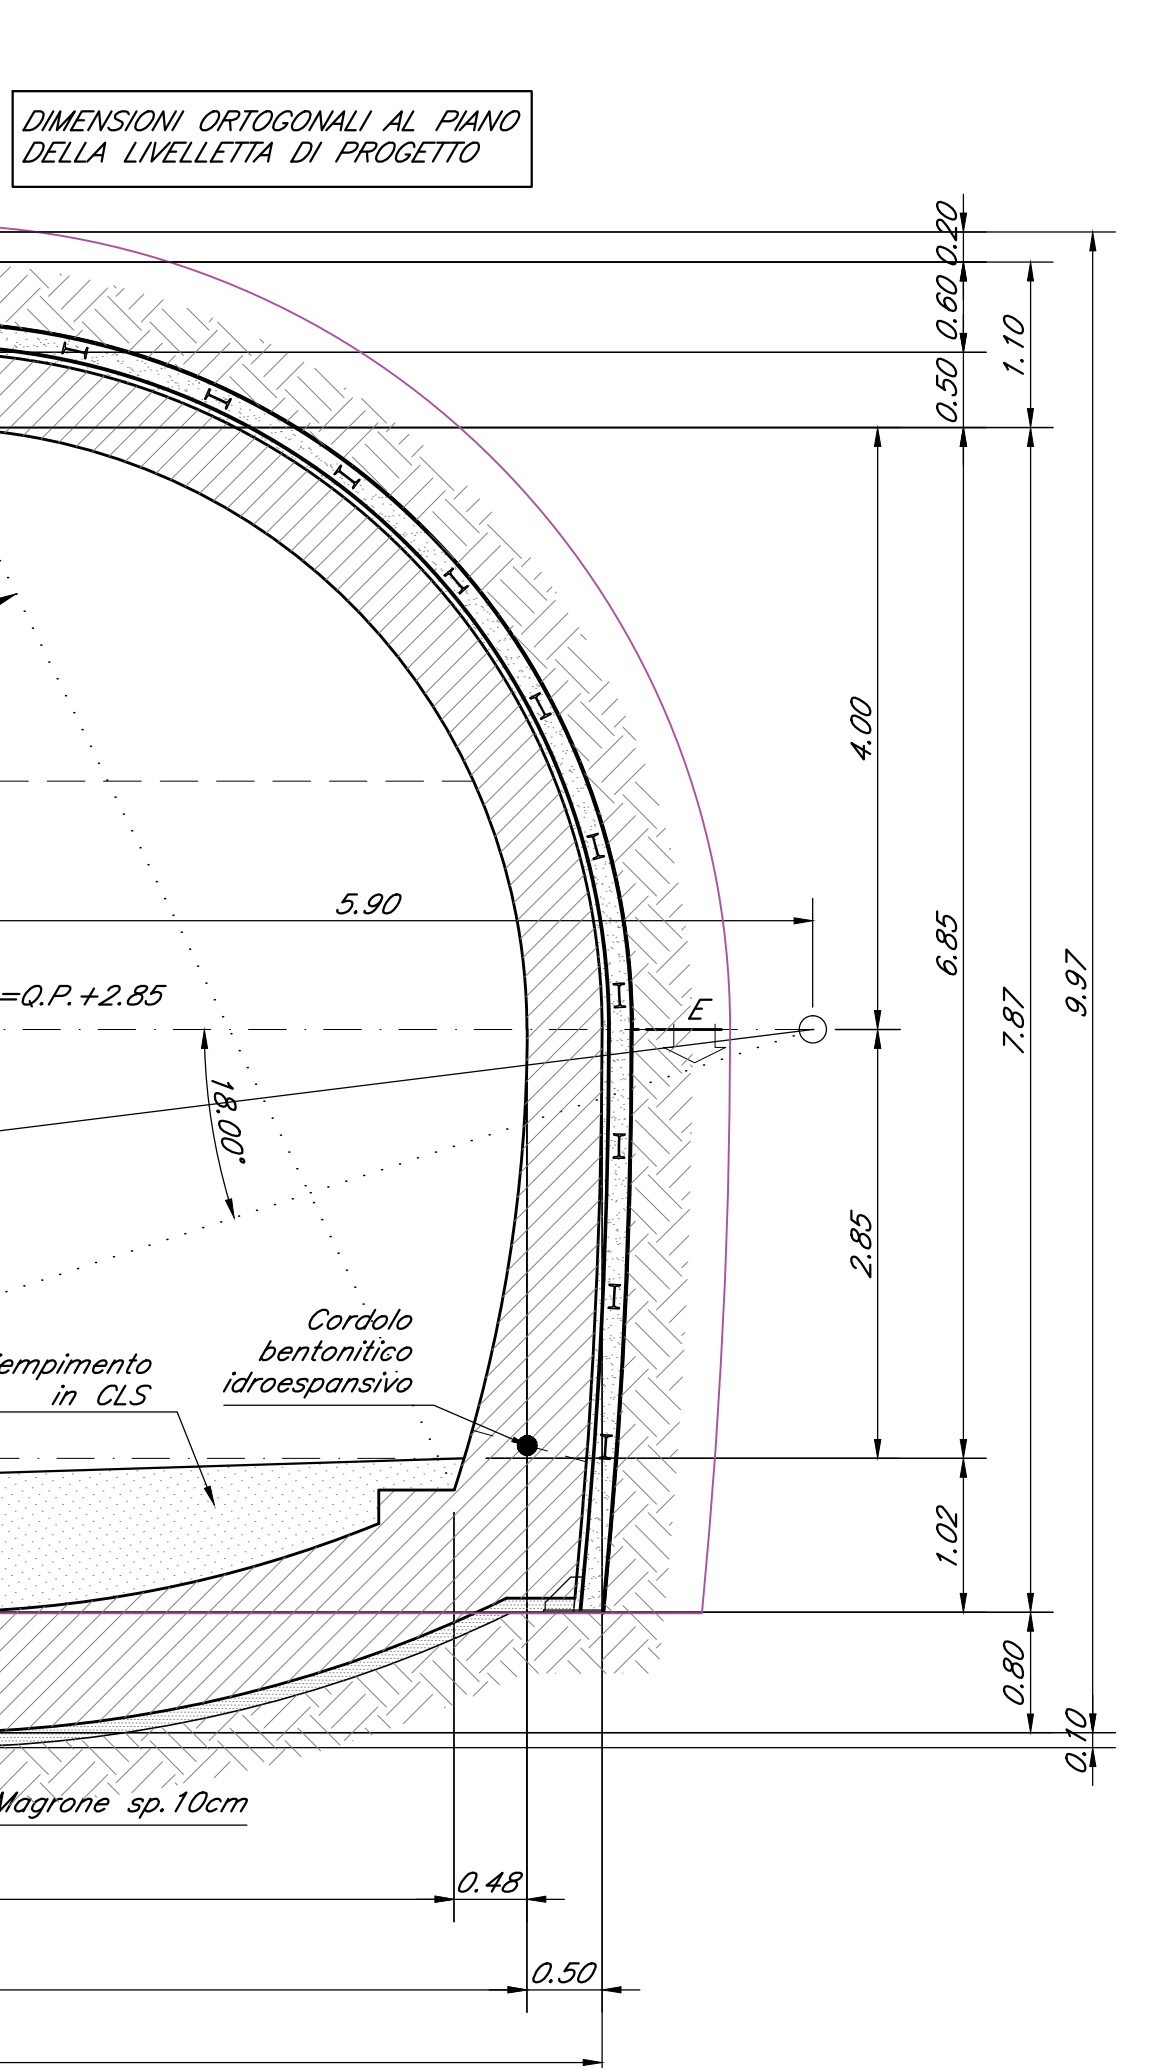 DIMENSIONI ORTOGONALI AL PIANO
DELLA LIVELLETTA DI PROGETTO
0.20
0.60
1.10
0.50
4.00
5.90
6.85
9.97
=Q.P.+2.85
E
7.87
18.00°
2.85
Cordolo
bentonitico
idroespansivo
empimento
in CLS
1.02
0.80
0.10
Magrone sp.10cm
0.48
0.50